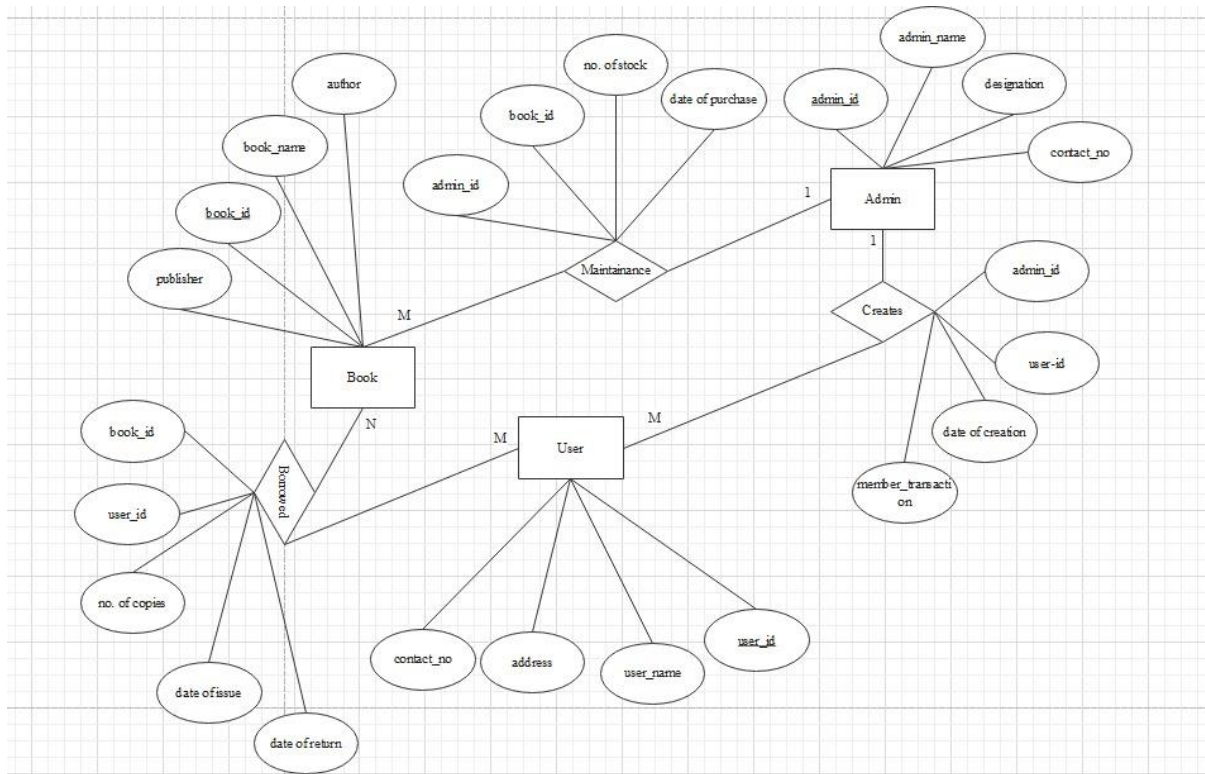 admin_name
no. of stock
author
designation
date of purchase
admin_id
book_id
book_name
contact_no
admin_id
1
Admin
book_id
1
publisher
Maintainance
admin_id
Creates
M
user-id
Book
M
N
book_id
M
User
date of creation
Borrowed
member_transacti
on
user_id
no. of copies
user_id
contact_no
address
user_name
date of issue
date of return